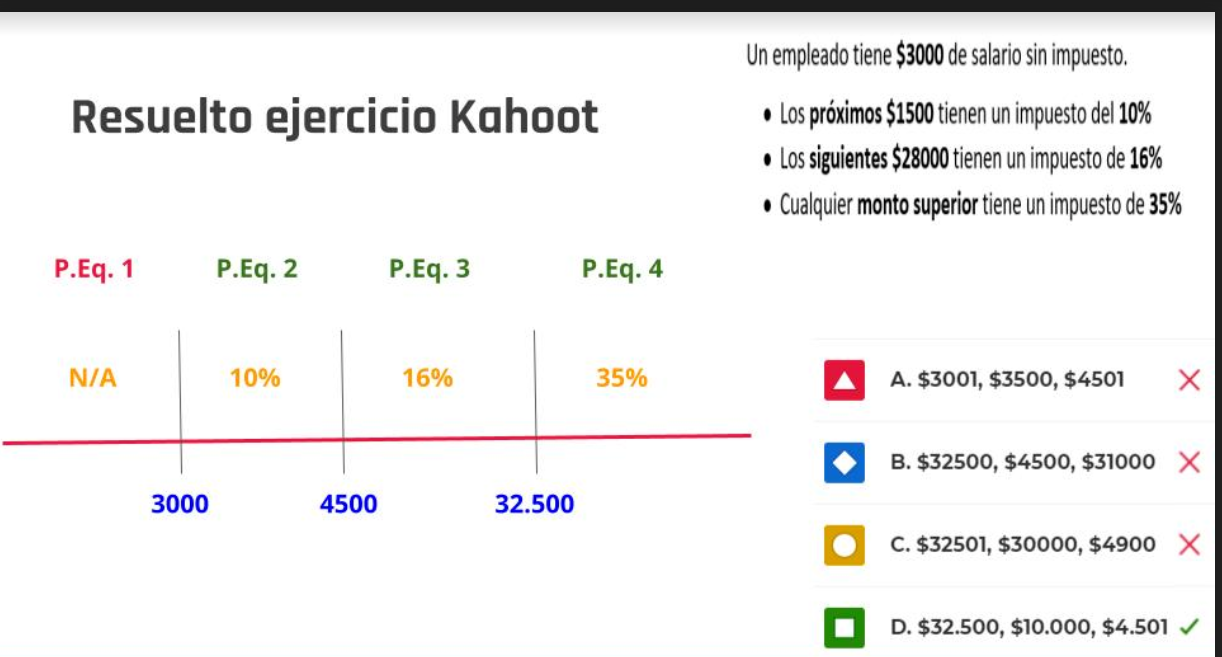 Un empleado tiene $3000 de salario sin impuesto.
Resuelto ejercicio Kahoot
• Los próximos $1500 tienen un impuesto del 10%
• Los siguientes $28000 tienen un impuesto de 16%
• Cualquier monto superior tiene un impuesto de 35%
P.Eq. 1 P.Eq. 2 P.Eq. 3 P.Eq. 4
N/A 10% 16% 35%
3000 4500 32.500
A. $3001, $3500, $4501
B. $32500, $4500, $31000
C. $32501, $30000, $4900
D. $32.500, $10.000, $4.501